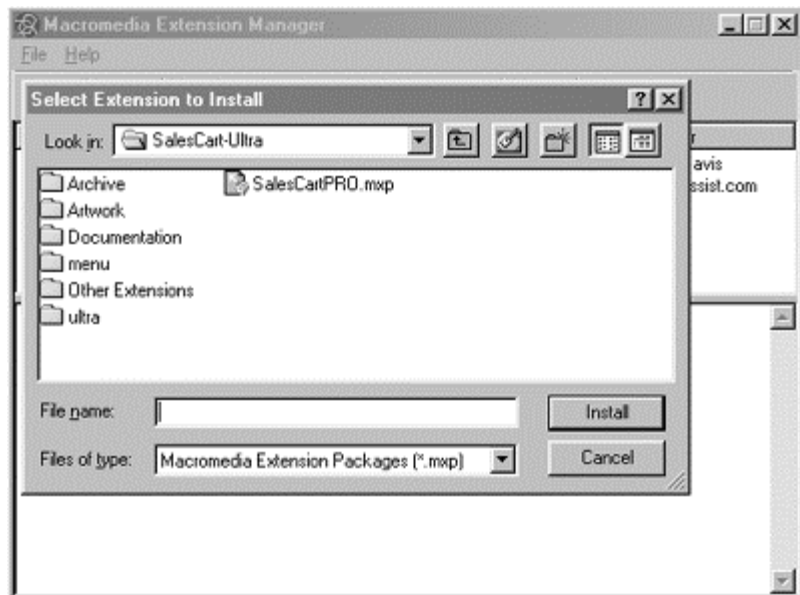 Macromedia Extension Manager
File Help
Select Extension to Install
Look in: SalesCart-Ultra
r
Archive
SalesCartPRO.mxp
avis
Artwork
ssist.com
Documentation
menu
Other Extensions
ultra
File name:
Install
Files of type: Macromedia Extension Packages (*.mxp)
Cancel